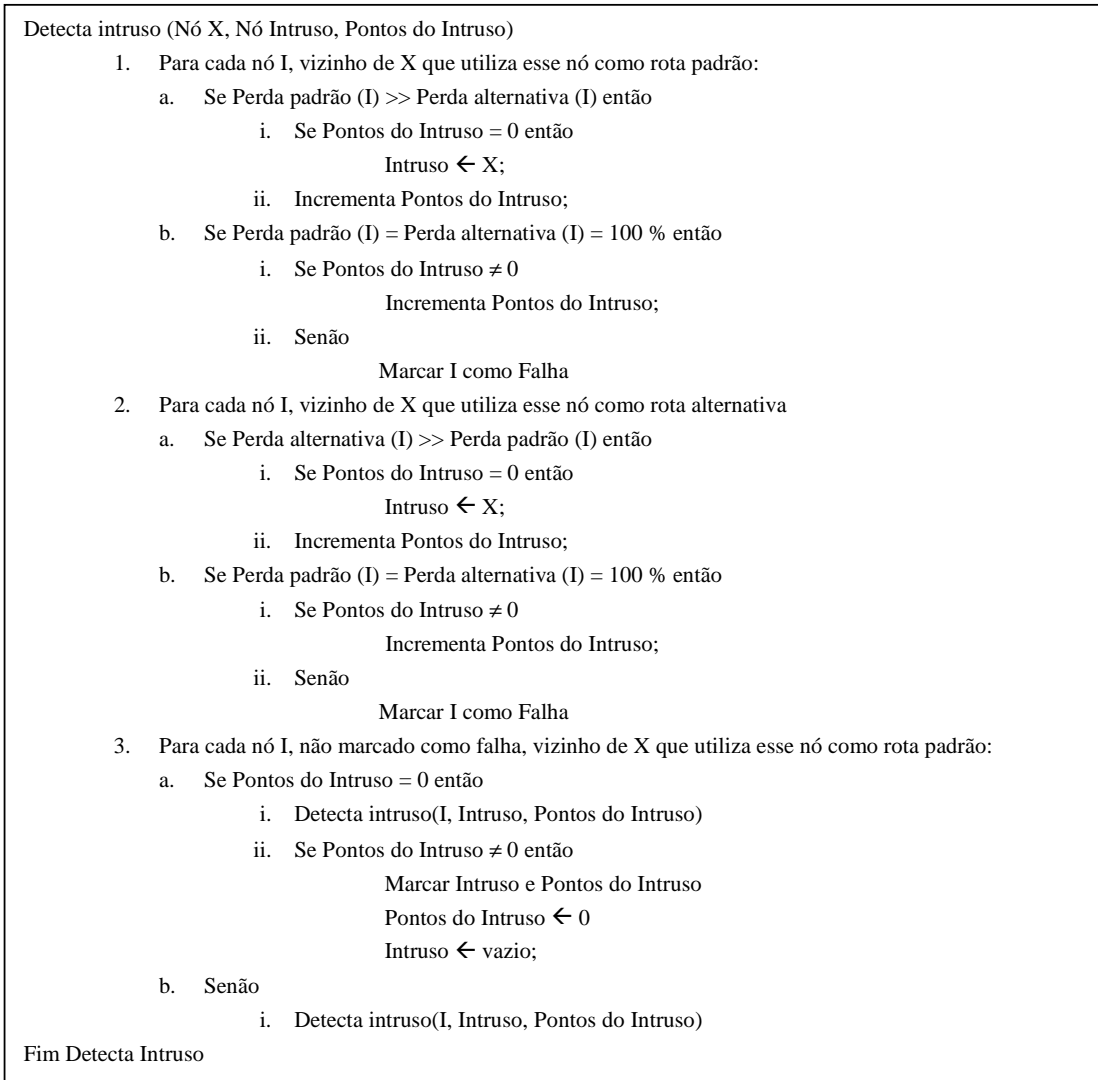 Detecta intruso (Nó X, Nó Intruso, Pontos do Intruso)
1. Para cada nó I, vizinho de X que utiliza esse nó como rota padrão:
a. Se Perda padrão (I) >> Perda alternativa (I) então
i. Se Pontos do Intruso = 0 então
Intruso ← X;
ii. Incrementa Pontos do Intruso;
b. Se Perda padrão (I) = Perda alternativa (I) = 100 % então
i. Se Pontos do Intruso ≠ 0
Incrementa Pontos do Intruso;
ii. Senão
Marcar I como Falha
2. Para cada nó I, vizinho de X que utiliza esse nó como rota alternativa
a. Se Perda alternativa (I) >> Perda padrão (I) então
i. Se Pontos do Intruso = 0 então
Intruso ← X;
ii. Incrementa Pontos do Intruso;
b. Se Perda padrão (I) = Perda alternativa (I) = 100 % então
i. Se Pontos do Intruso ≠ 0
Incrementa Pontos do Intruso;
ii. Senão
Marcar I como Falha
3. Para cada nó I, não marcado como falha, vizinho de X que utiliza esse nó como rota padrão:
a. Se Pontos do Intruso = 0 então
i. Detecta intruso(I, Intruso, Pontos do Intruso)
ii. Se Pontos do Intruso ≠ 0 então
Marcar Intruso e Pontos do Intruso
Pontos do Intruso ← 0
Intruso ← vazio;
b. Senão
i. Detecta intruso(I, Intruso, Pontos do Intruso)
Fim Detecta Intruso